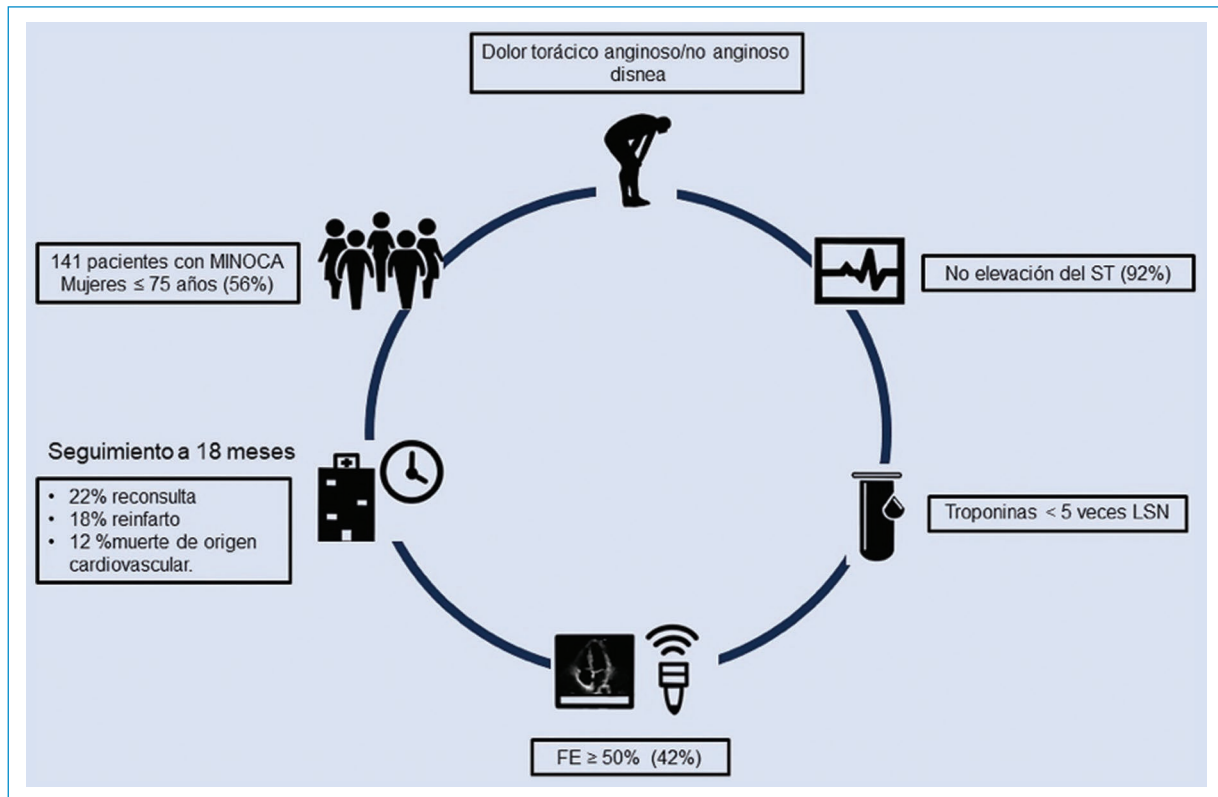 Dolor torácico anginoso/no anginoso
disnea
141 pacientes con MINOCA
Mujeres ≤ 75 años (56%)
No elevación del ST (92%)
Seguimiento a 18 meses
• 22% reconsulta
• 18% reinfarto
• 12 %muerte de origen
cardiovascular.
Troponinas < 5 veces LSN
FE ≥ 50% (42%)